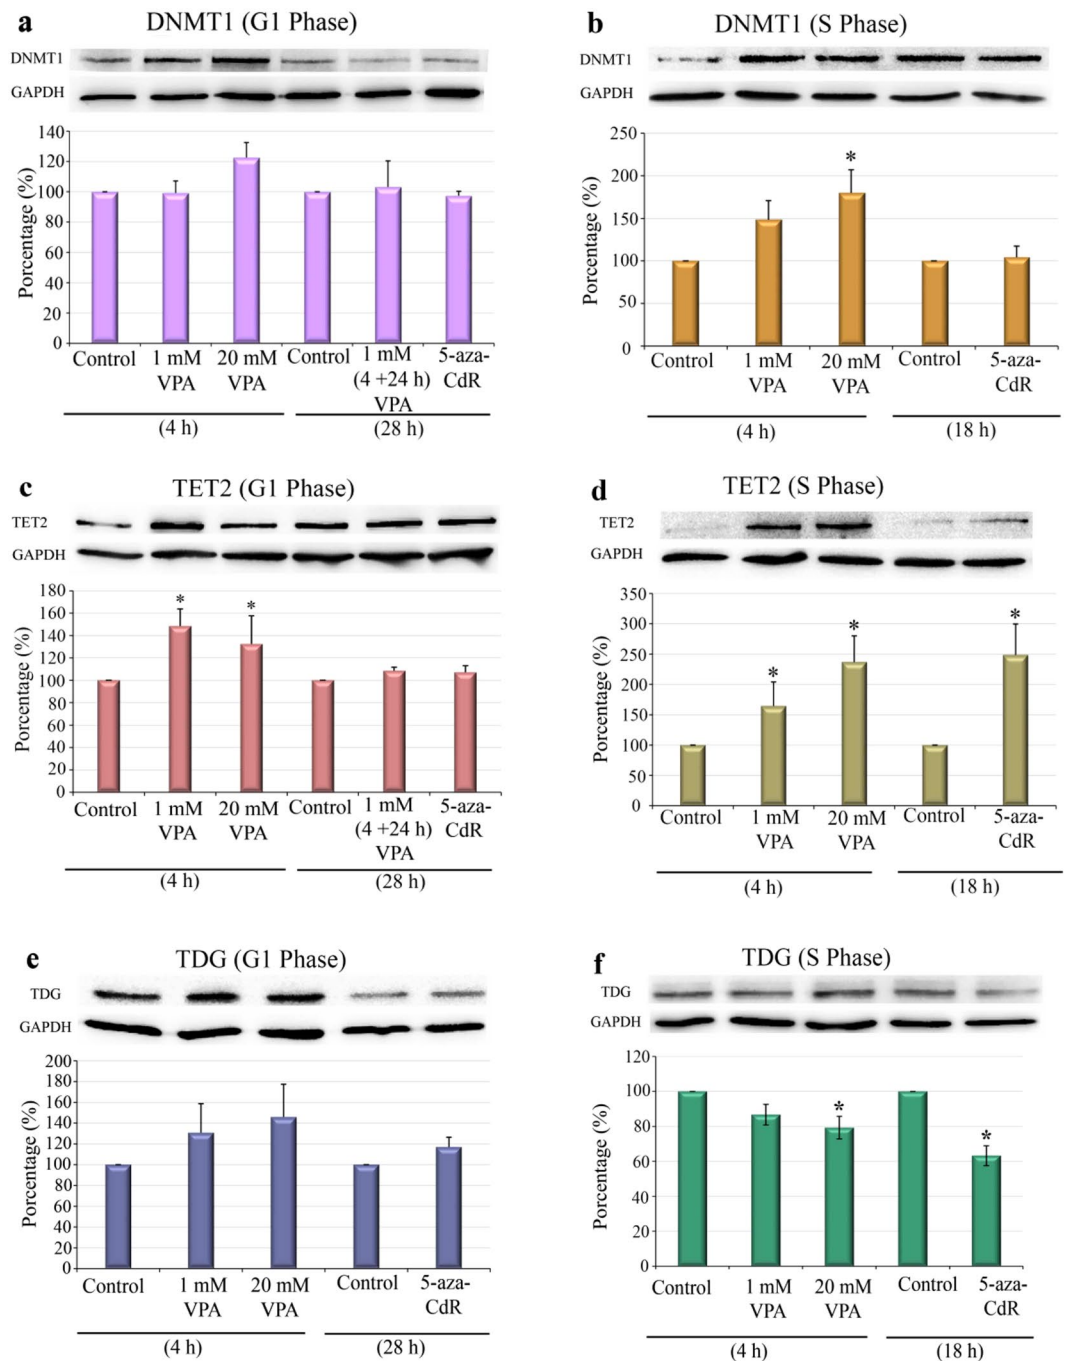 a
DNMT1 (G1 Phase)
DNMT1
GAPDH
Porcentage (%)
140
120
100
80
60
40
20
0
*
Control
1 mM
VPA
20 mM
VPA
Control
1 mM
(4 +24 h)
VPA
5-aza-
CdR
(4 h)
(28 h)
b
DNMT1 (S Phase)
DNMT1
GAPDH
Porcentage (%)
250
200
150
100
50
0
*
Control
1 mM
VPA
20 mM
VPA
Control
5-aza-
CdR
(4 h)
(18 h)
c
TET2 (G1 Phase)
TET2
GAPDH
Porcentage (%)
180
160
140
120
100
80
60
40
20
0
*
*
Control
1 mM
VPA
20 mM
VPA
Control
1 mM
(4 +24 h)
VPA
5-aza-
CdR
(4 h)
(28 h)
d
TET2 (S Phase)
TET2
GAPDH
Porcentage (%)
350
300
250
200
150
100
50
0
*
*
*
Control
1 mM
VPA
20 mM
VPA
Control
5-aza-
CdR
(4 h)
(18 h)
e
TDG (G1 Phase)
TDG
GAPDH
Porcentage (%)
200
180
160
140
120
100
80
60
40
20
0
Control
1 mM
VPA
20 mM
VPA
Control
5-aza-
CdR
(4 h)
(28 h)
f
TDG (S Phase)
TDG
GAPDH
Porcentage (%)
120
100
80
60
40
20
0
*
*
Control
1 mM
VPA
20 mM
VPA
Control
5-aza-
CdR
(4 h)
(18 h)